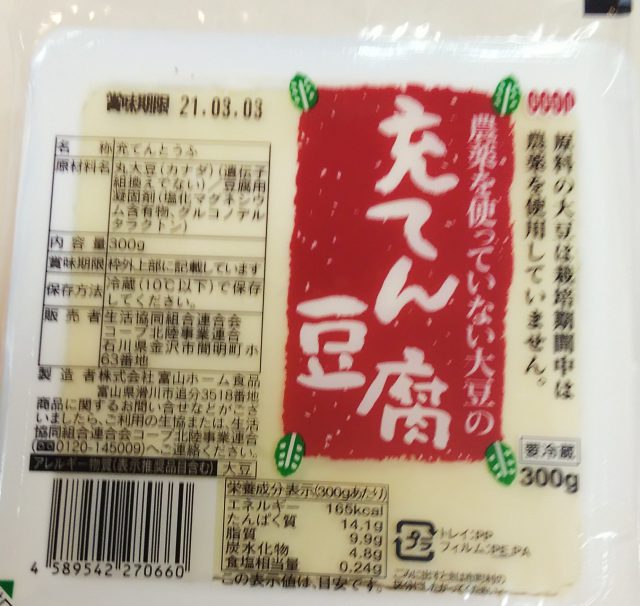 賞味期限 21.03.03
名称 充てんとうふ
原材料名 丸大豆(カナダ)(遺伝子
組換えでない)／豆腐用
凝固剤(塩化マグネシウ
ム含有物、グルコノデル
タラクトン)
内容量 300g
賞味期限 枠外上部に記載しています
保存方法 冷蔵(10℃以下)で保存
してください。
販売者 生活協同組合連合会
コープ北陸事業連合
石川県金沢市間明町ホ
63番地
製造者 株式会社 富山ホーム食品
富山県滑川市追分3518番地
商品に関するお問い合せなどがござ
いましたら、ご利用の生協または、生活
協同組合連合会コープ北陸事業連合
(0120-145009)へご連絡ください。
アレルギー物質(表示推奨品目含む) 大豆
4 589542 270660
栄養成分表示(300gあたり)
エネルギー 165kcal
たんぱく質 14.1g
脂質 9.9g
炭水化物 4.8g
食塩相当量 0.24g
この表示値は、目安です。
原料の大豆は栽培期間中は
農薬を使用していません。
農薬を使っていない大豆の
充てん
豆腐
要冷蔵
300g
プラ
トレイ:PP
フィルム:PE,PA